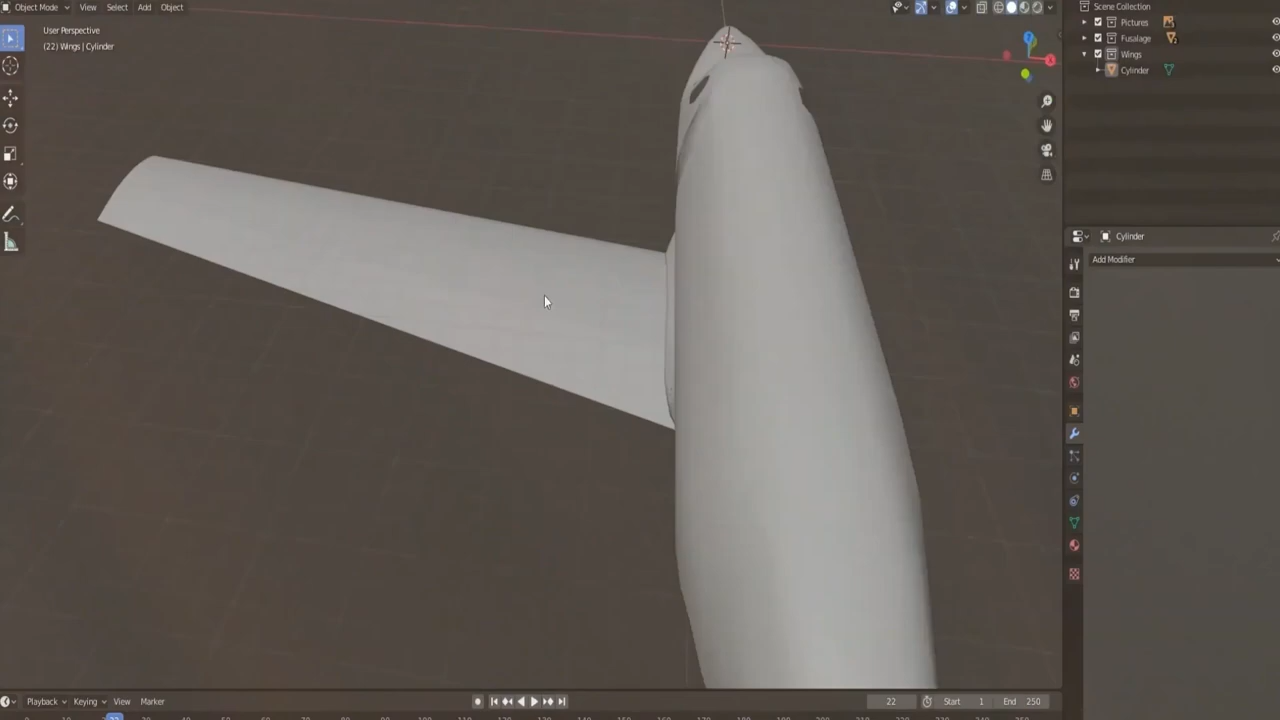 Object Mode View Select Add Object
User Perspective
(22) Wings | Cylinder
Scene Collection
Pictures
Fusalage
Wings
Cylinder
Cylinder
Add Modifier
Playback Keying View Marker
22 Start 1 End 250